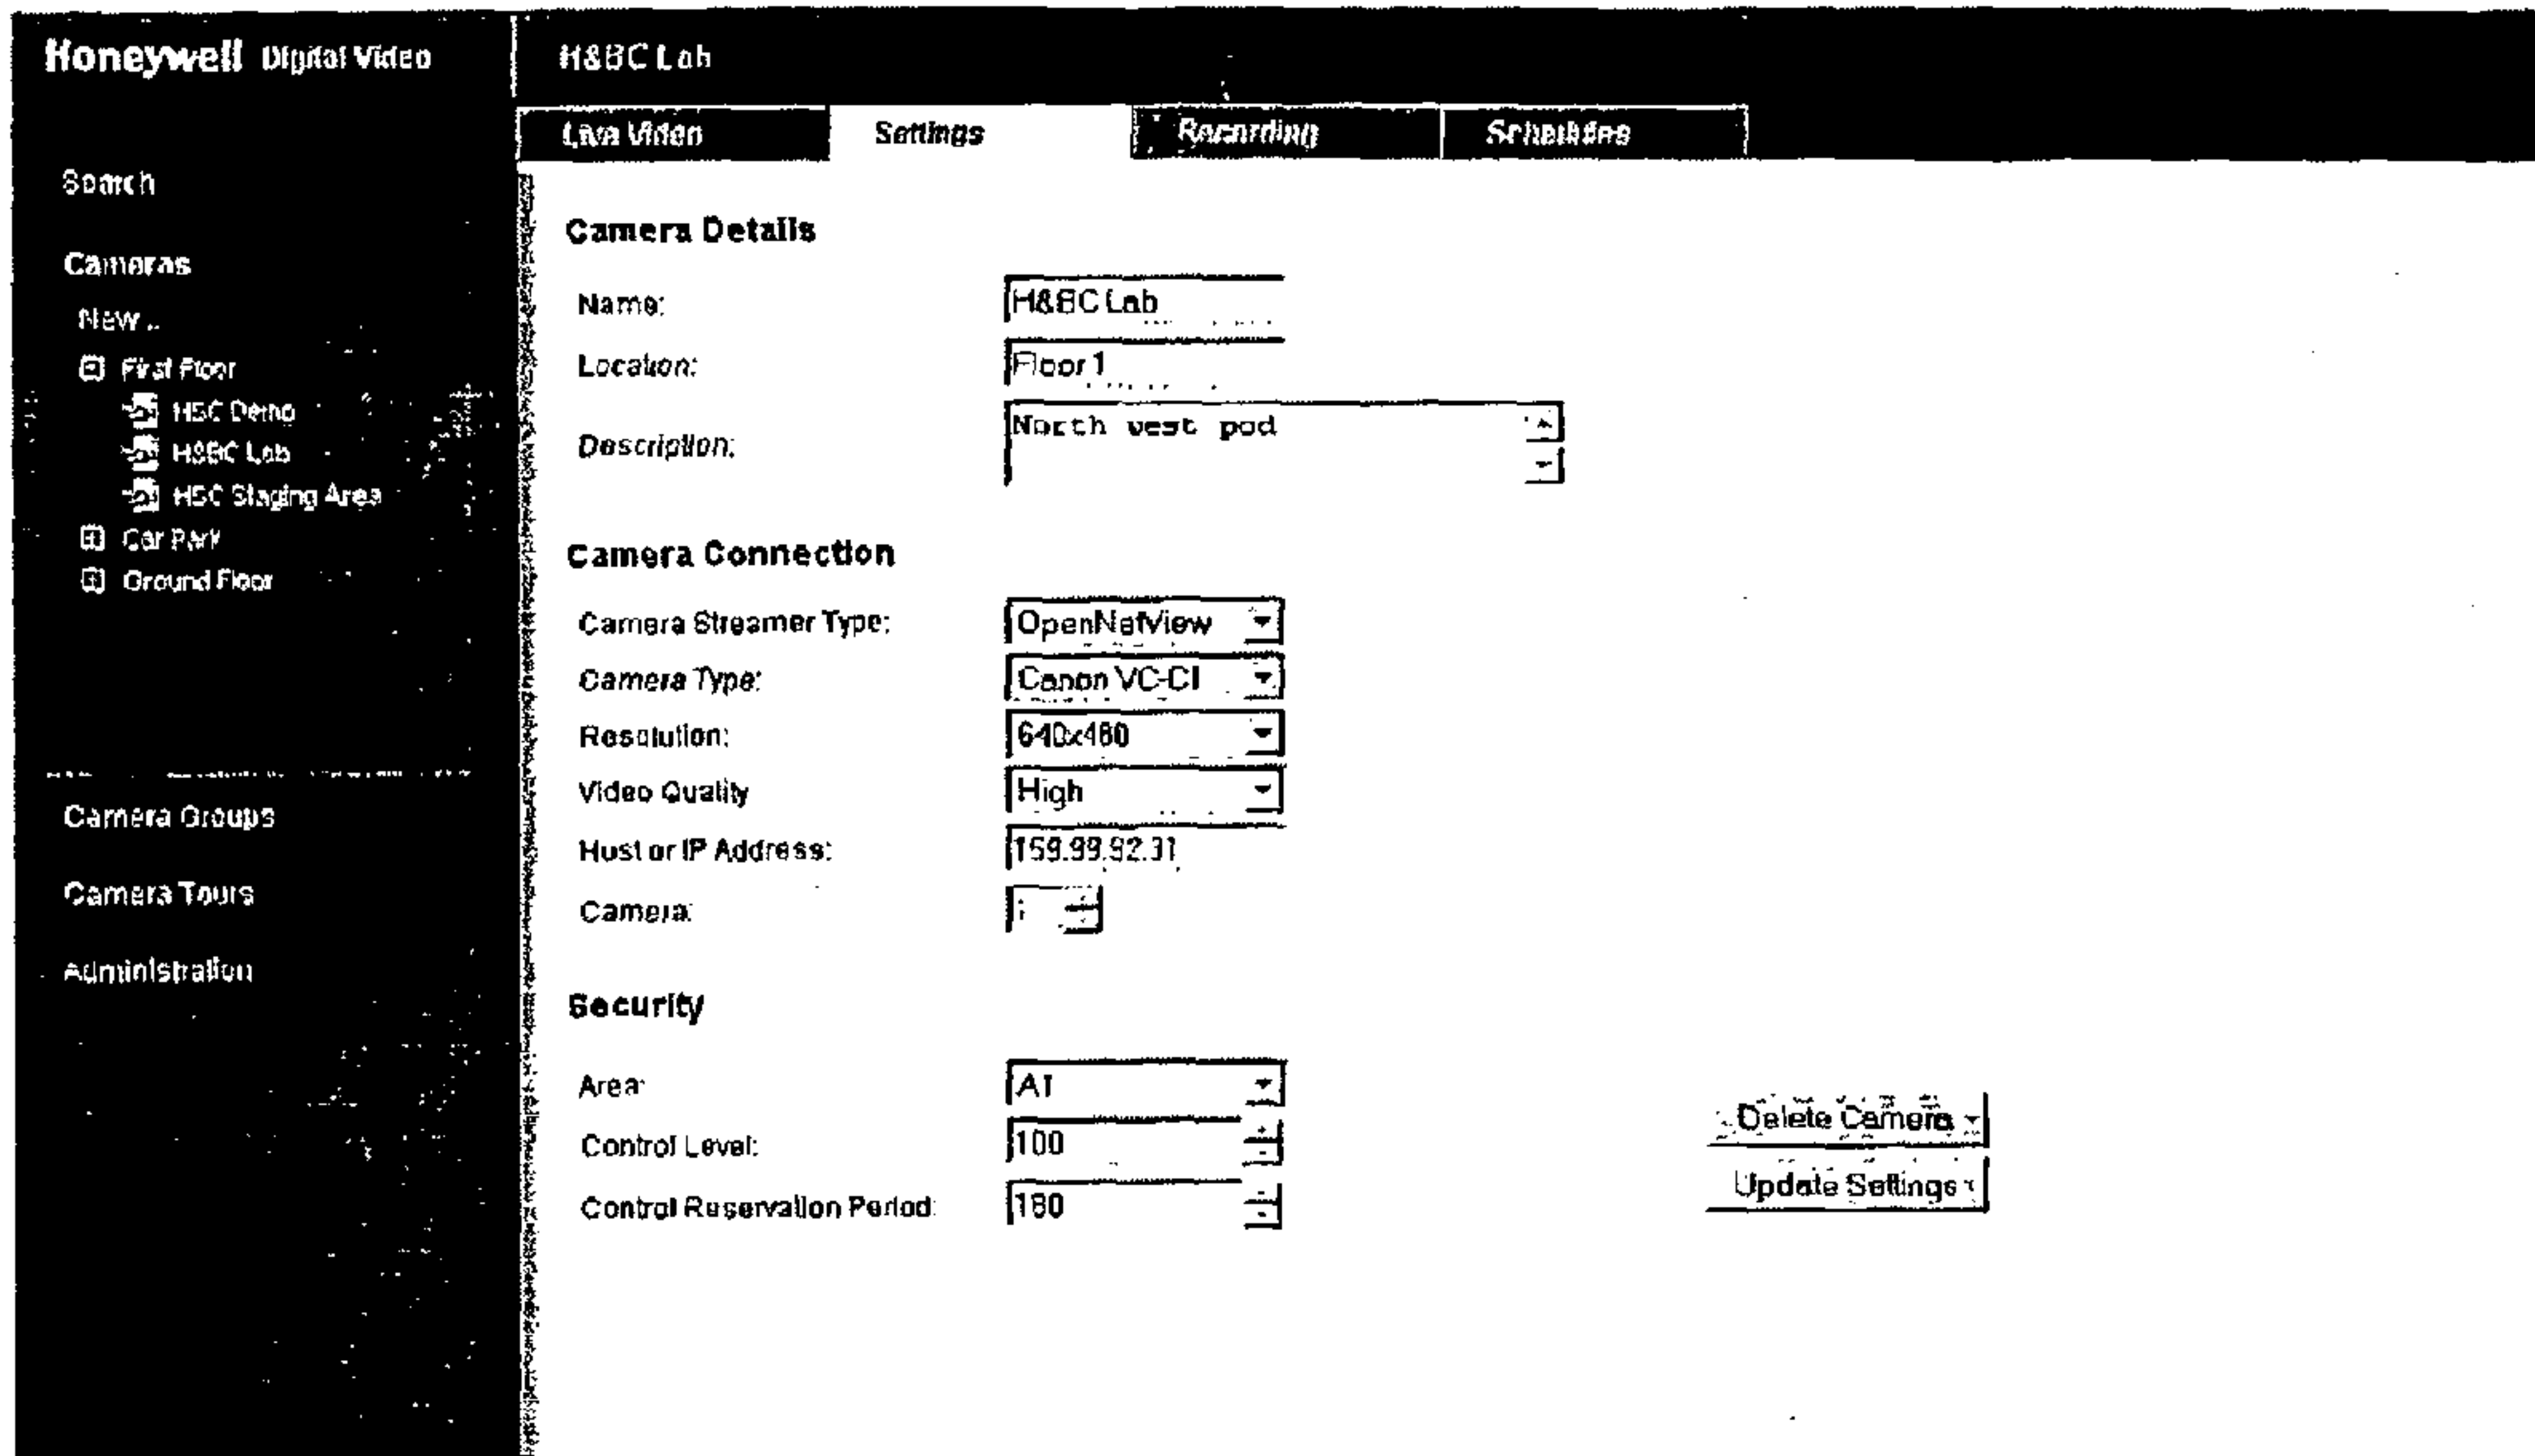 Honeywell Digital Video
H&BC Lab
Live Video
Settings
Recording
Schedules
Search
Cameras
New..
First Floor
HSC Demo
H&BC Lab
HSC Staging Area
Car Park
Ground Floor
Camera Groups
Camera Tours
Administration
Camera Details
Name: H&BC Lab
Location: Floor 1
Description: North west pod
Camera Connection
Camera Streamer Type: OpenNetView
Camera Type: Canon VC-CI
Resolution: 640x480
Video Quality High
Host or IP Address:
Camera:
Security
Area: A1
Control Level: 100
Control Reservation Period: 180
Delete Camera
Update Settings